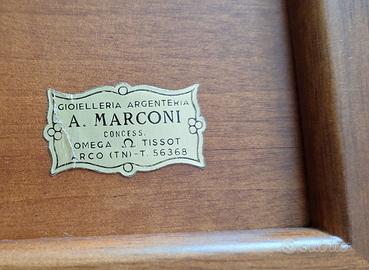 GIOIELLERIA ARGENTERIA
A. MARCONI
CONCESS.
OMEGA Ω TISSOT
ARCO (TN)-T. 56368